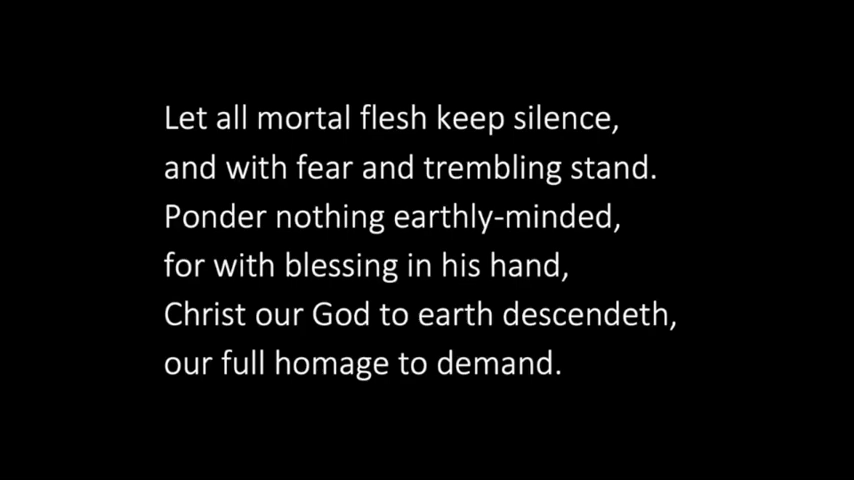 Let all mortal flesh keep silence,
and with fear and trembling stand.
Ponder nothing earthly-minded,
for with blessing in his hand,
Christ our God to earth descendeth,
our full homage to demand.